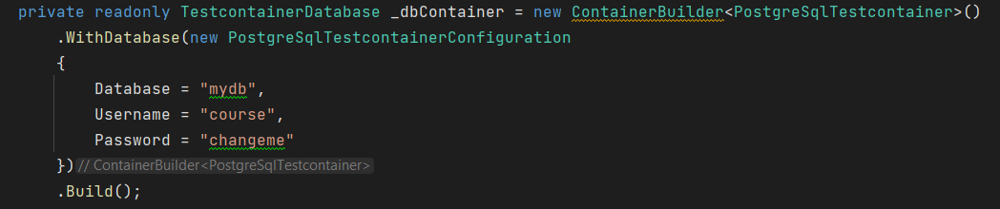 private readonly TestcontainerDatabase _dbContainer = new ContainerBuilder<PostgreSqlTestcontainer>()
.WithDatabase(new PostgreSqlTestcontainerConfiguration
{
Database = "mydb",
Username = "course",
Password = "changeme"
}) // ContainerBuilder<PostgreSqlTestcontainer>
.Build();